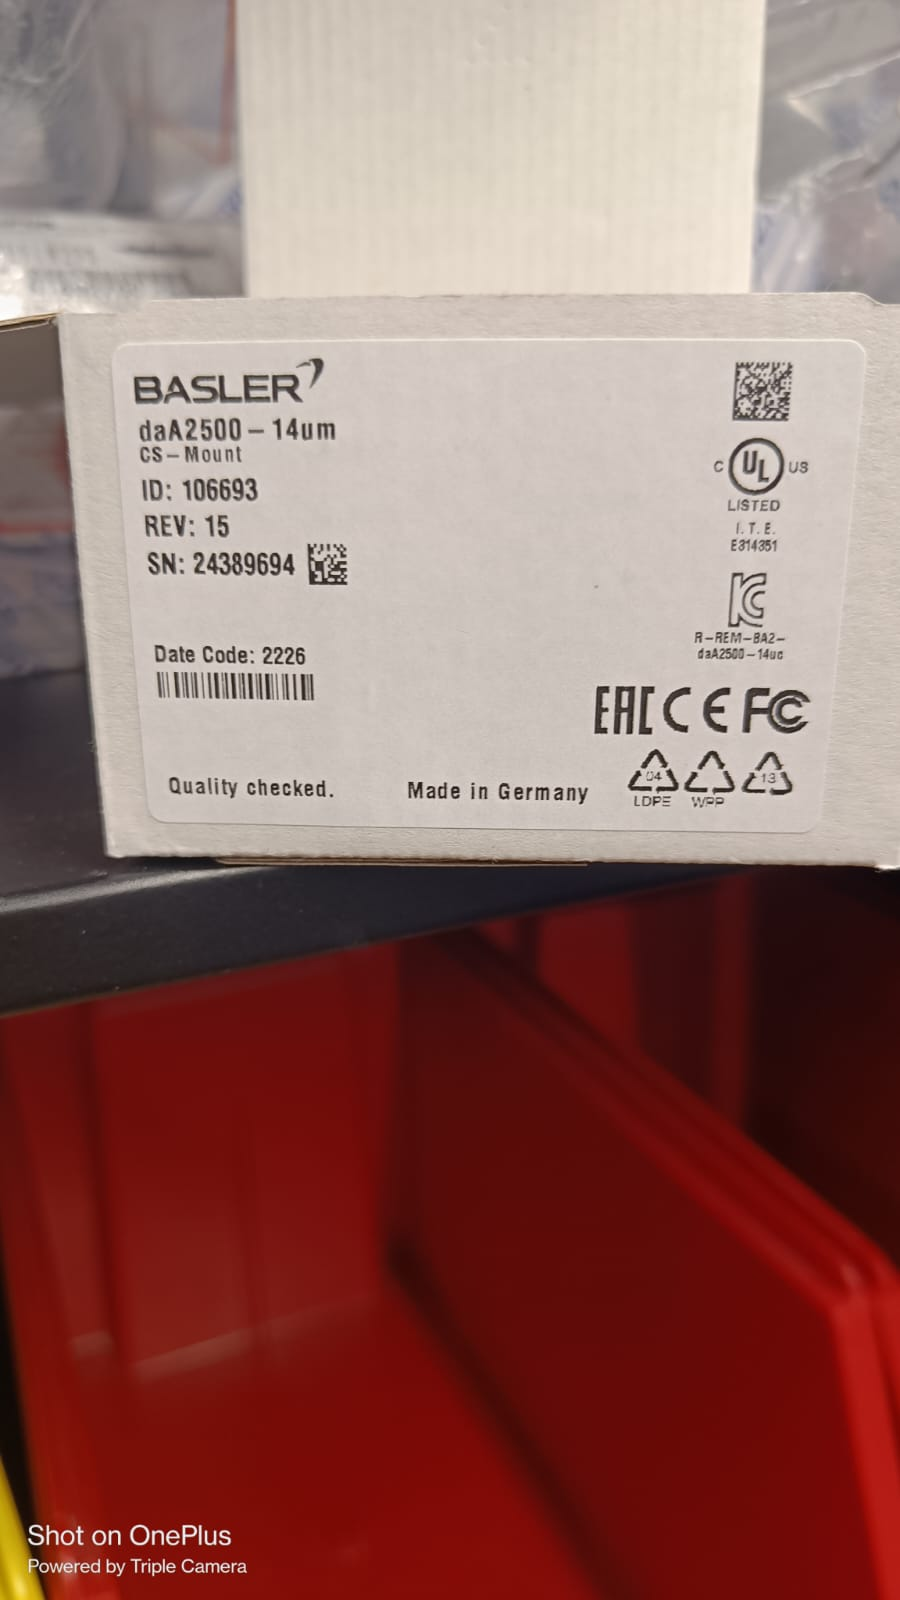 BASLER
daA2500 – 14um
CS – Mount
ID: 106693
REV: 15
SN: 24389694
Date Code: 2226
Quality checked.
Made in Germany
C UL US
LISTED
I. T. E.
E314351
R–REM–BA2–
daA2500 – 14uc
EAC CE FC
04
LDPE
WPP
13
Shot on OnePlus
Powered by Triple Camera